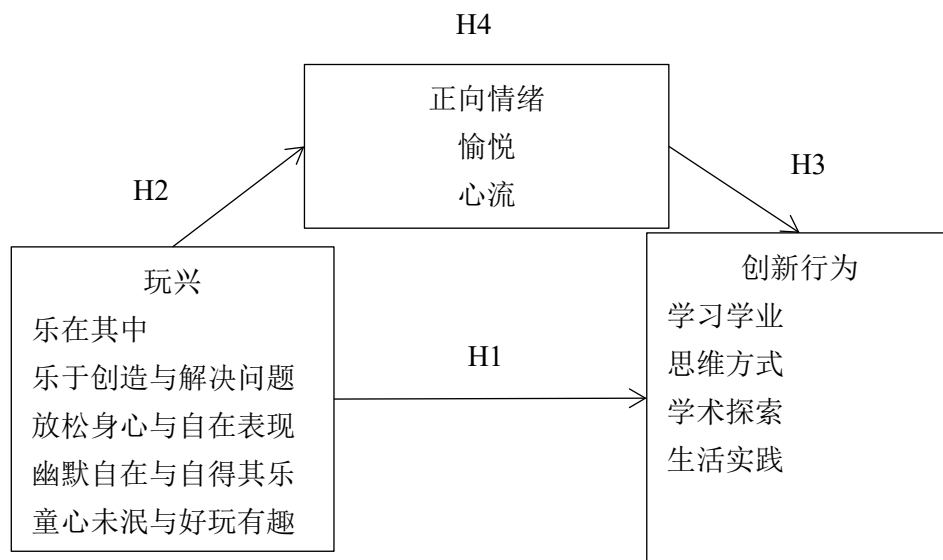 H4
正向情绪
愉悦
心流
H2
H3
玩兴
乐在其中
乐于创造与解决问题
放松身心与自在表现
幽默自在与自得其乐
童心未泯与好玩有趣
H1
创新行为
学习学业
思维方式
学术探索
生活实践